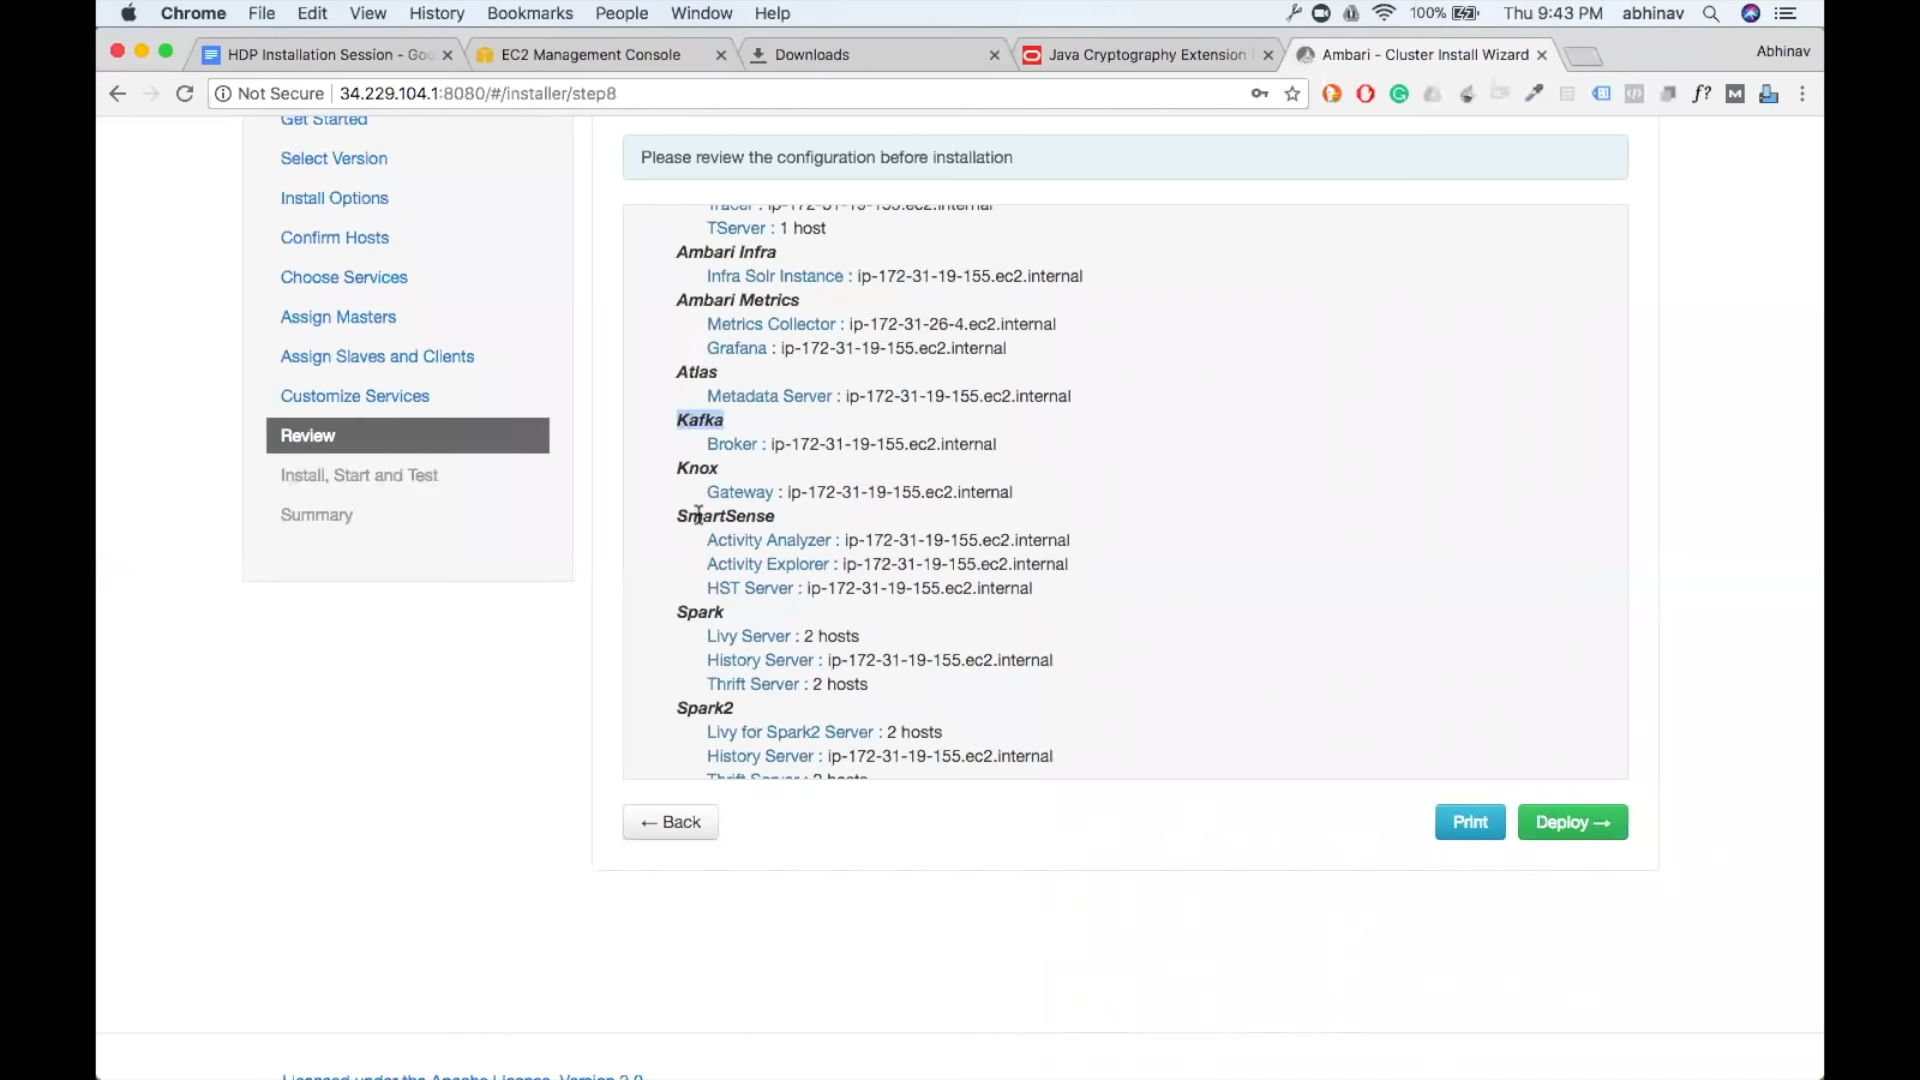 Chrome File Edit View History Bookmarks People Window Help 100% Thu 9:43 PM abhinav
HDP Installation Session - Goo EC2 Management Console Downloads Java Cryptography Extension Ambari - Cluster Install Wizard Abhinav
Not Secure 34.229.104.1:8080/#/installer/step8 f? M
Get Started
Select Version
Install Options
Confirm Hosts
Choose Services
Assign Masters
Assign Slaves and Clients
Customize Services
Review
Install, Start and Test
Summary
Please review the configuration before installation
Tracer : ip-172-31-19-155.ec2.internal
TServer : 1 host
Ambari Infra
Infra Solr Instance : ip-172-31-19-155.ec2.internal
Ambari Metrics
Metrics Collector : ip-172-31-26-4.ec2.internal
Grafana : ip-172-31-19-155.ec2.internal
Atlas
Metadata Server : ip-172-31-19-155.ec2.internal
Kafka
Broker : ip-172-31-19-155.ec2.internal
Knox
Gateway : ip-172-31-19-155.ec2.internal
SmartSense
Activity Analyzer : ip-172-31-19-155.ec2.internal
Activity Explorer : ip-172-31-19-155.ec2.internal
HST Server : ip-172-31-19-155.ec2.internal
Spark
Livy Server : 2 hosts
History Server : ip-172-31-19-155.ec2.internal
Thrift Server : 2 hosts
Spark2
Livy for Spark2 Server : 2 hosts
History Server : ip-172-31-19-155.ec2.internal
Thrift Server : 2 hosts
← Back
Print
Deploy →
Licensed under the Apache License, Version 2.0